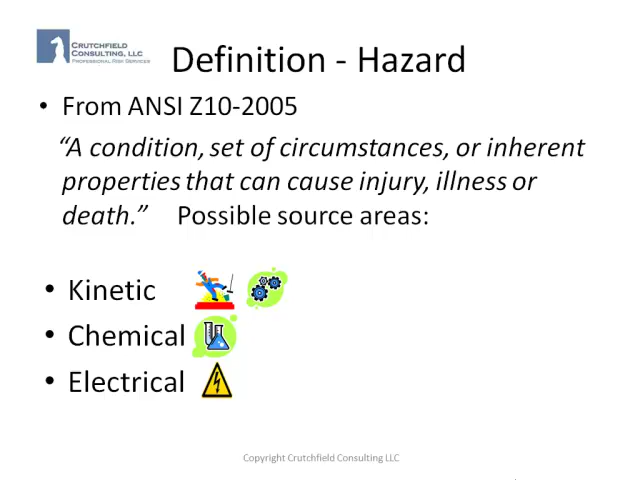 CRUTCHFIELD
CONSULTING, LLC
PROFESSIONAL RISK SERVICES
Definition - Hazard
• From ANSI Z10-2005
“A condition, set of circumstances, or inherent
properties that can cause injury, illness or
death.” Possible source areas:
• Kinetic
• Chemical
• Electrical
Copyright Crutchfield Consulting LLC